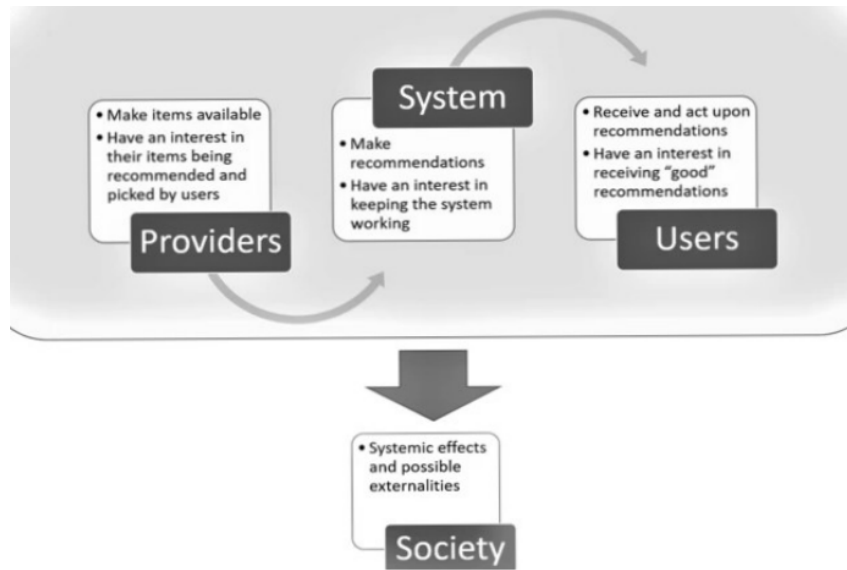 • Make items available
• Have an interest in
their items being
recommended and
picked by users
Providers
System
• Make
recommendations
• Have an interest in
keeping the system
working
• Receive and act upon
recommendations
• Have an interest in
receiving “good”
recommendations
Users
• Systemic effects
and possible
externalities
Society